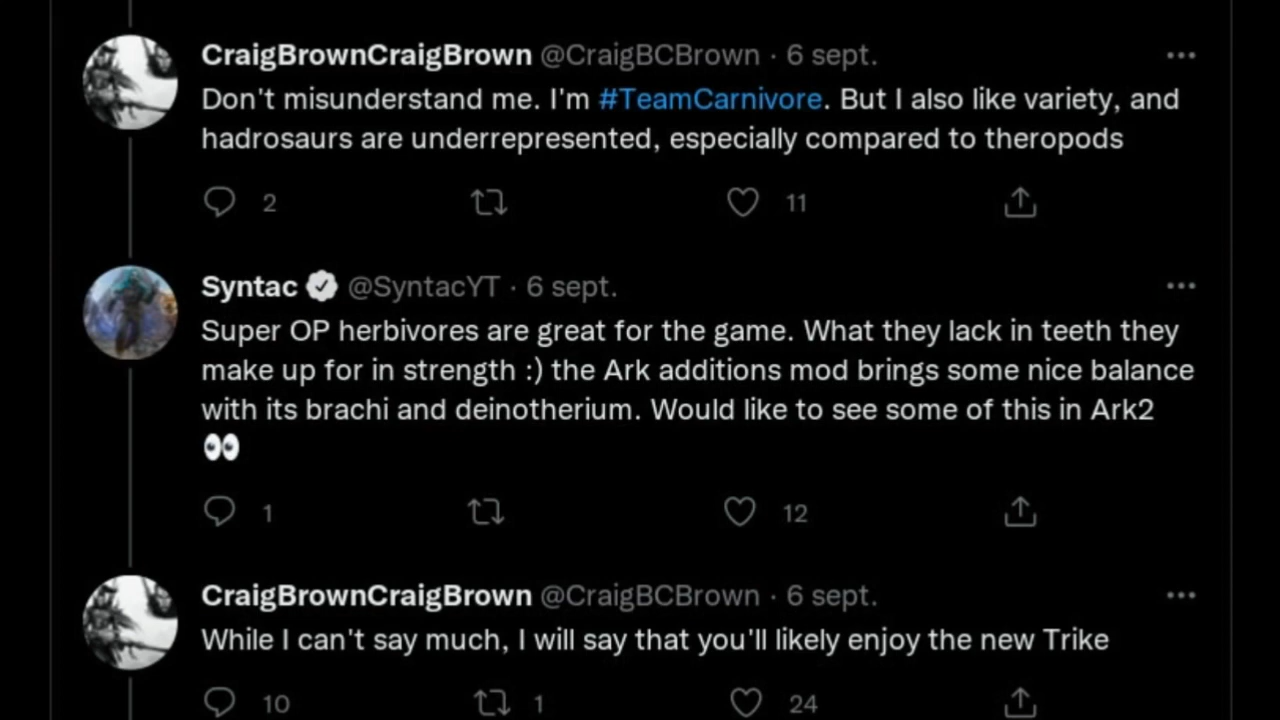 CraigBrownCraigBrown @CraigBCBrown · 6 sept.
Don't misunderstand me. I'm #TeamCarnivore. But I also like variety, and
hadrosaurs are underrepresented, especially compared to theropods
2 11
Syntac @SyntacYT · 6 sept.
Super OP herbivores are great for the game. What they lack in teeth they
make up for in strength :) the Ark additions mod brings some nice balance
with its brachi and deinotherium. Would like to see some of this in Ark2
👀
1 12
CraigBrownCraigBrown @CraigBCBrown · 6 sept.
While I can't say much, I will say that you'll likely enjoy the new Trike
10 1 24